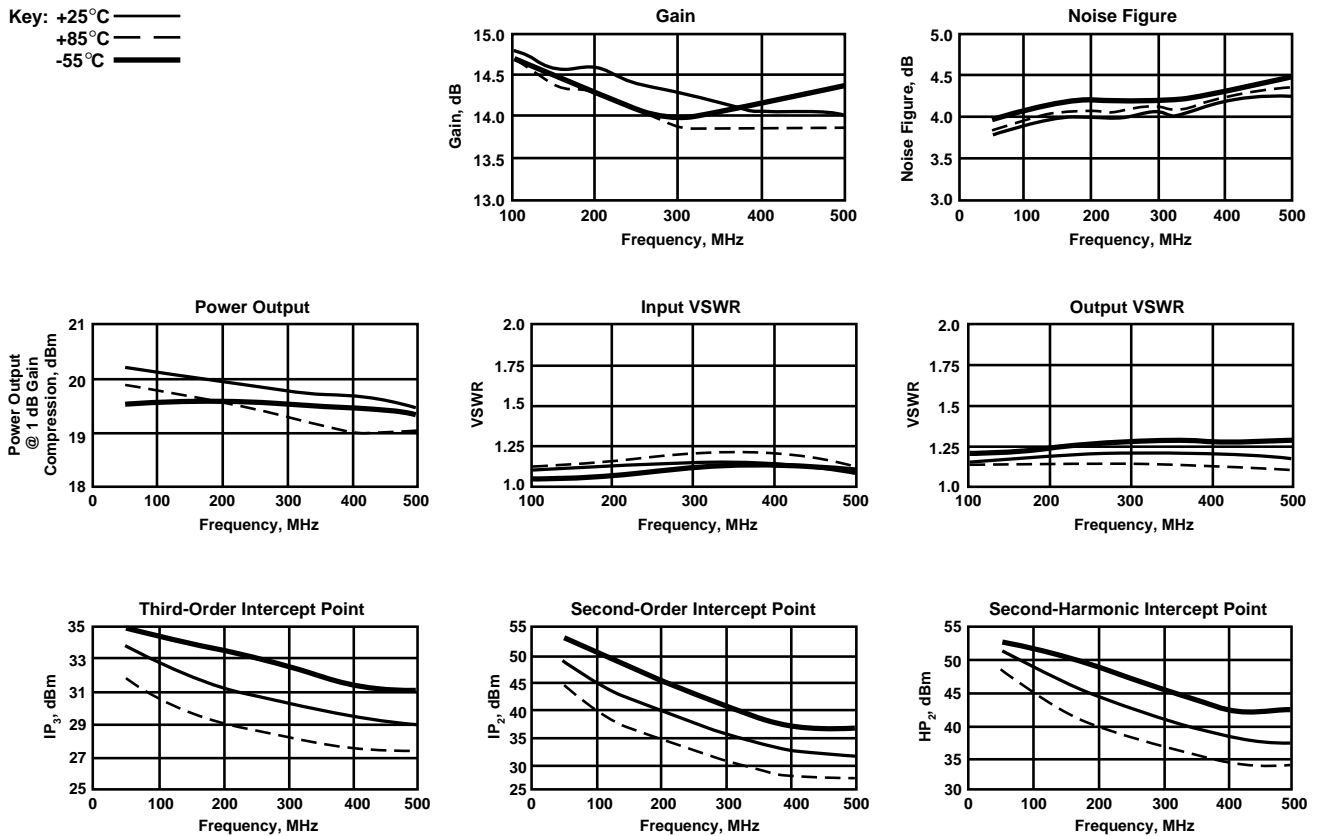 Key: +25°C
+85°C
-55°C
Gain
Gain, dB
15.0
14.5
14.0
13.5
13.0
100 200 300 400 500
Frequency, MHz
Noise Figure
Noise Figure, dB
5.0
4.5
4.0
3.5
3.0
0 100 200 300 400 500
Frequency, MHz
Power Output
Power Output
@ 1 dB Gain
Compression, dBm
21
20
19
18
0 100 200 300 400 500
Frequency, MHz
Input VSWR
VSWR
2.0
1.75
1.5
1.25
1.0
100 200 300 400 500
Frequency, MHz
Output VSWR
VSWR
2.0
1.75
1.5
1.25
1.0
100 200 300 400 500
Frequency, MHz
Third-Order Intercept Point
IP3, dBm
35
33
31
29
27
25
0 100 200 300 400 500
Frequency, MHz
Second-Order Intercept Point
IP2, dBm
55
50
45
40
35
30
25
0 100 200 300 400 500
Frequency, MHz
Second-Harmonic Intercept Point
HP2, dBm
55
50
45
40
35
30
0 100 200 300 400 500
Frequency, MHz